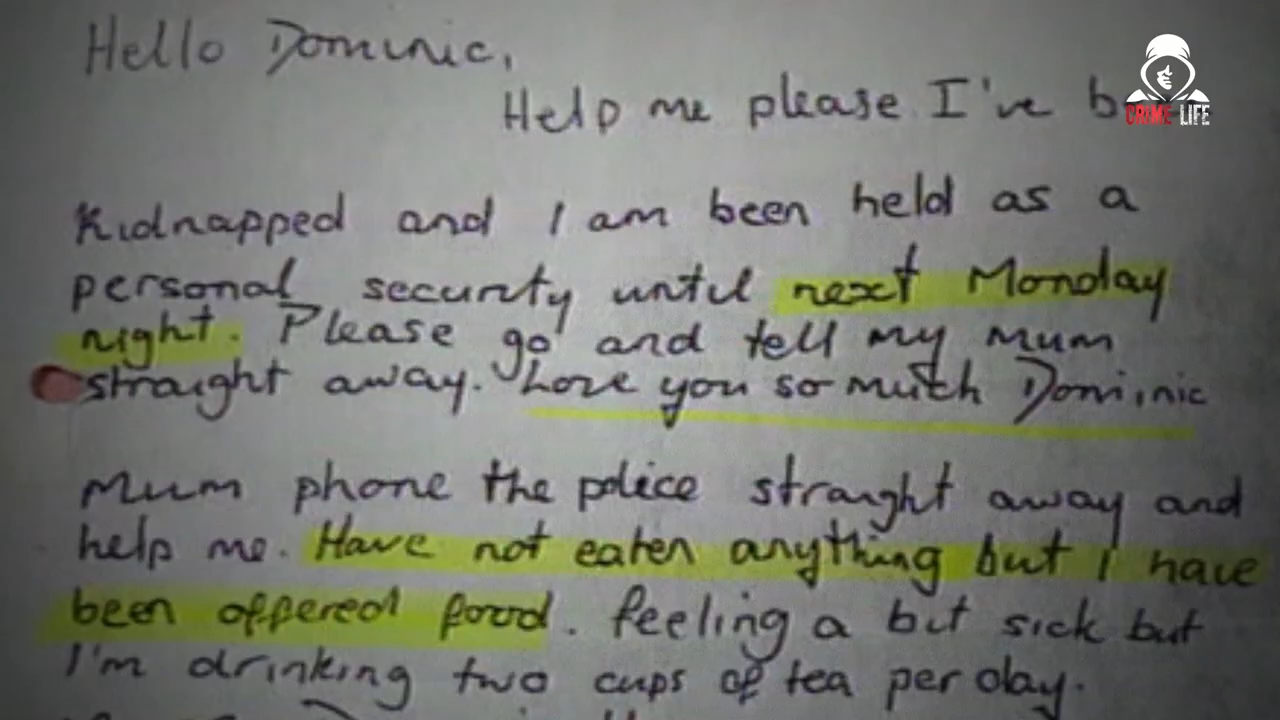 Hello Dominic,
Help me please I've b
CRIME LIFE
Kidnapped and I am been held as a
personal security until next Monday
night. Please go and tell my mum
straight away. Love you so much Dominic
Mum phone the police straight away and
help me. Have not eaten anything but I have
been offered food. feeling a bit sick but
I'm drinking two cups of tea per day.